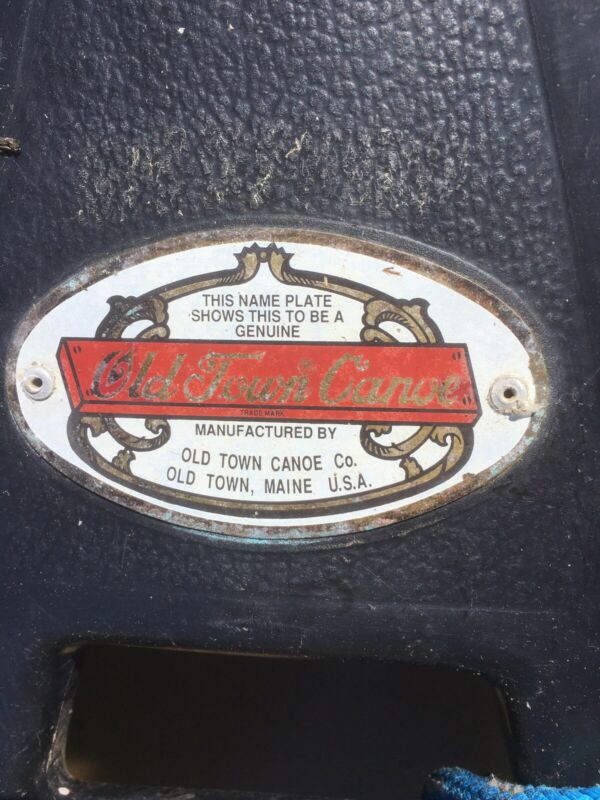 THIS NAME PLATE
SHOWS THIS TO BE A
GENUINE
Old Town Canoe
TRADE MARK
MANUFACTURED BY
OLD TOWN CANOE Co.
OLD TOWN, MAINE U.S.A.